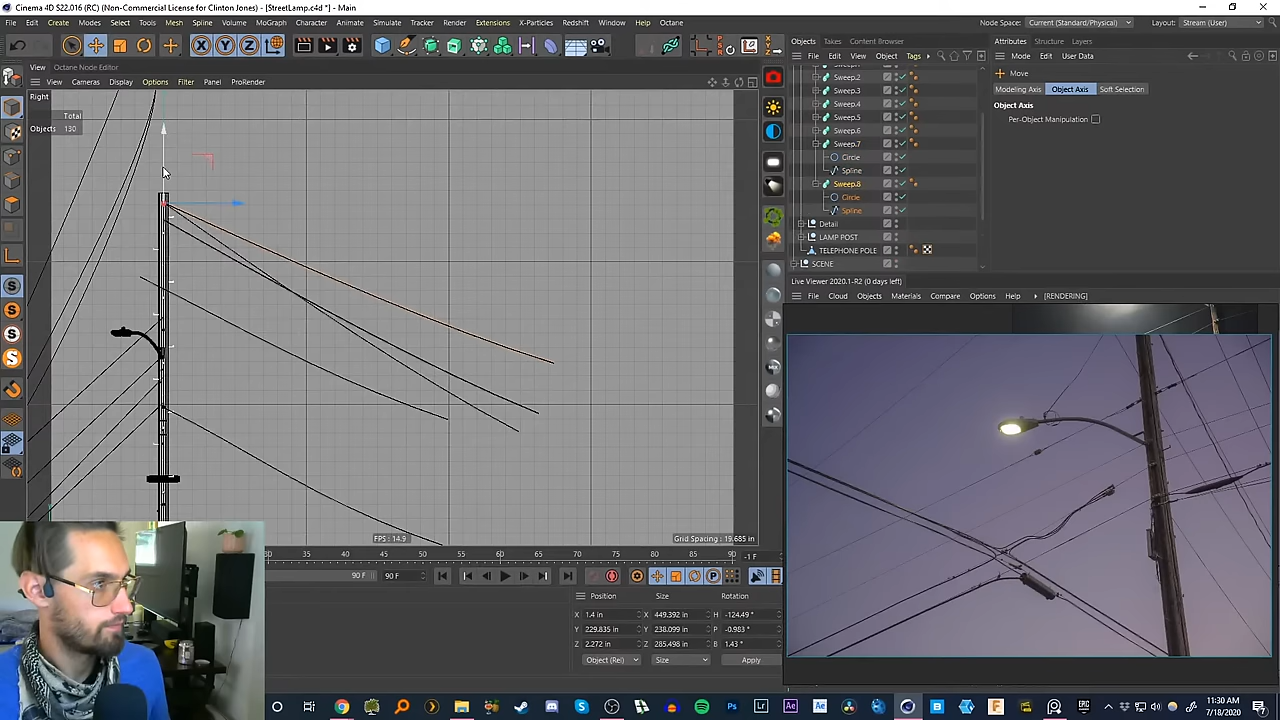 Cinema 4D S22.016 (RC) (Non-Commercial License for Clinton Jones) - [StreetLamp.c4d *] - Main
File Edit Create Modes Select Tools Mesh Spline Volume MoGraph Character Animate Simulate Tracker Render Extensions X-Particles Redshift Window Help Octane
Node Space: Current (Standard/Physical) Layout: Stream (User)
X Y Z
View Octane Node Editor
View Cameras Display Options Filter Panel ProRender
Right
Total
Objects 130
FPS : 14.9
Grid Spacing : 19.685 in
Objects Takes Content Browser
File Edit View Object Tags
Sweep.2
Sweep.3
Sweep.4
Sweep.5
Sweep.6
Sweep.7
Circle
Spline
Sweep.8
Circle
Spline
Detail
LAMP POST
TELEPHONE POLE
SCENE
Attributes Structure Layers
Mode Edit User Data
Move
Modeling Axis Object Axis Soft Selection
Object Axis
Per-Object Manipulation
Live Viewer 2020.1-R2 (0 days left)
File Cloud Objects Materials Compare Options Help [RENDERING]
30 35 40 45 50 55 60 65 70 75 80 85 90 -1 F
90 F 90 F
Position Size Rotation
X 1.4 in X 449.392 in H -124.49 °
Y 229.835 in Y 238.099 in P -0.983 °
Z 2.272 in Z 285.498 in B 1.43 °
Object (Rel) Size Apply
11:30 AM
7/18/2020